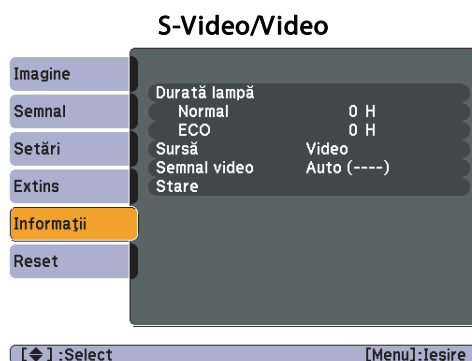 S-Video/Video
Imagine
Semnal
Setări
Extins
Informaţii
Reset
Durată lampă
Normal 0 H
ECO 0 H
Sursă Video
Semnal video Auto (----)
Stare
[◆] :Select [Menu]:Iesire